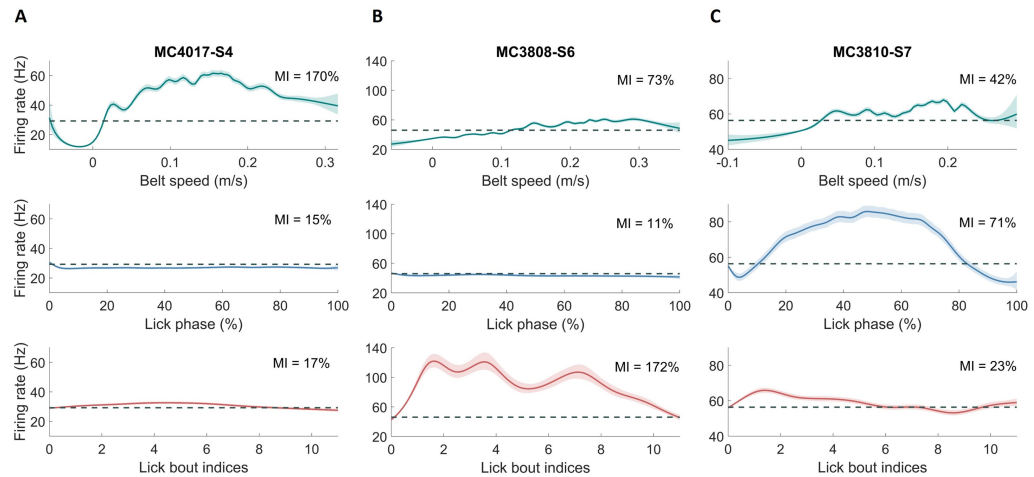 A
B
C
MC4017-S4
MC3808-S6
MC3810-S7
Firing rate (Hz)
60
40
20
MI = 170%
0
0.1
0.2
0.3
Belt speed (m/s)
140
100
60
20
MI = 73%
0
0.1
0.2
0.3
Belt speed (m/s)
80
60
40
MI = 42%
-0.1
0
0.1
0.2
Belt speed (m/s)
Firing rate (Hz)
60
40
20
MI = 15%
0
20
40
60
80
100
Lick phase (%)
140
100
60
20
MI = 11%
0
20
40
60
80
100
Lick phase (%)
80
60
40
MI = 71%
0
20
40
60
80
100
Lick phase (%)
Firing rate (Hz)
60
40
20
MI = 17%
0
2
4
6
8
10
Lick bout indices
140
100
60
20
MI = 172%
0
2
4
6
8
10
Lick bout indices
80
60
40
MI = 23%
0
2
4
6
8
10
Lick bout indices